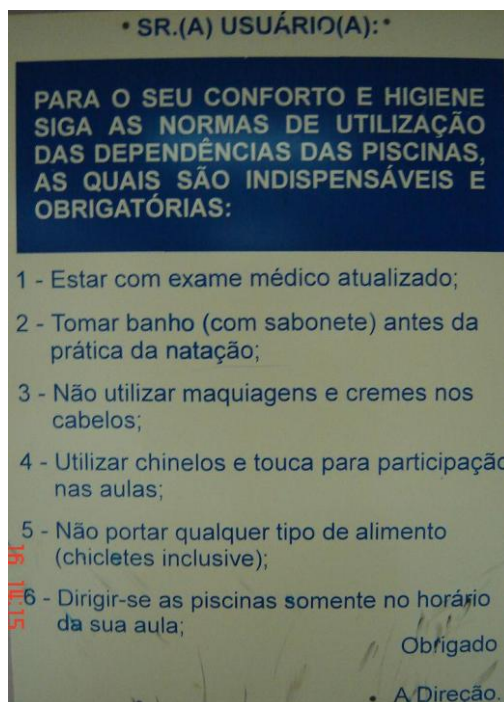 • SR.(A) USUÁRIO(A): •
PARA O SEU CONFORTO E HIGIENE
SIGA AS NORMAS DE UTILIZAÇÃO
DAS DEPENDÊNCIAS DAS PISCINAS,
AS QUAIS SÃO INDISPENSÁVEIS E
OBRIGATÓRIAS:
1 - Estar com exame médico atualizado;
2 - Tomar banho (com sabonete) antes da
prática da natação;
3 - Não utilizar maquiagens e cremes nos
cabelos;
4 - Utilizar chinelos e touca para participação
nas aulas;
5 - Não portar qualquer tipo de alimento
(chicletes inclusive);
6 - Dirigir-se as piscinas somente no horário
da sua aula;
Obrigado
• A Direção.